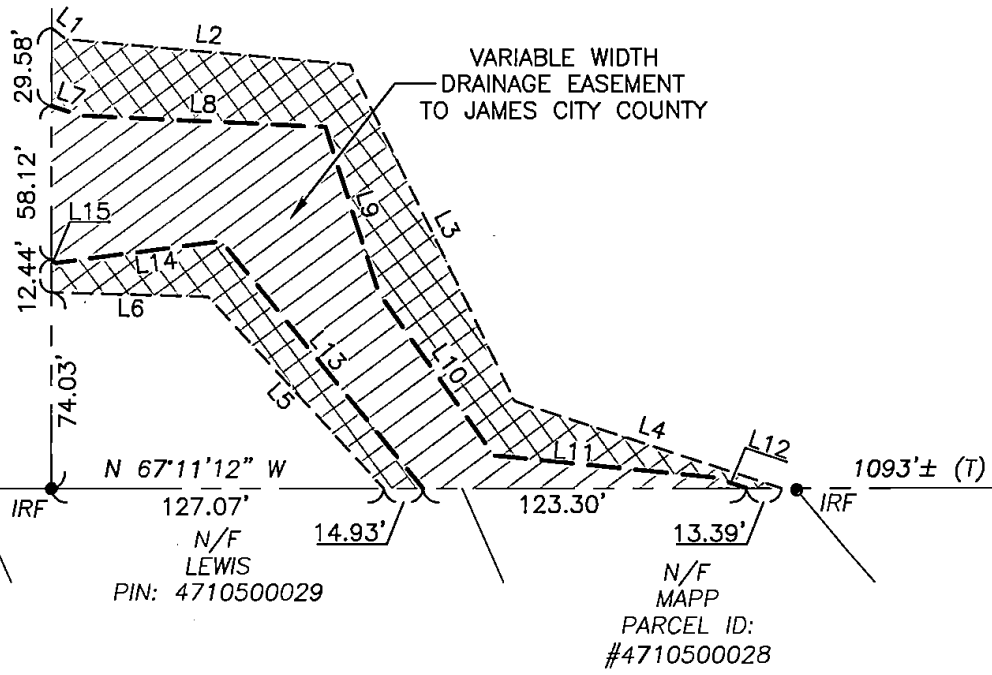 L1
L2
29.58'
VARIABLE WIDTH
DRAINAGE EASEMENT
TO JAMES CITY COUNTY
L7
L8
58.12'
L9
L3
L15
L14
12.44'
L6
L13
L10
L5
74.03'
L4
L11
L12
N 67°11'12" W
1093'± (T)
IRF
127.07'
123.30'
IRF
14.93'
13.39'
N/F
LEWIS
PIN: 4710500029
N/F
MAPP
PARCEL ID:
#4710500028